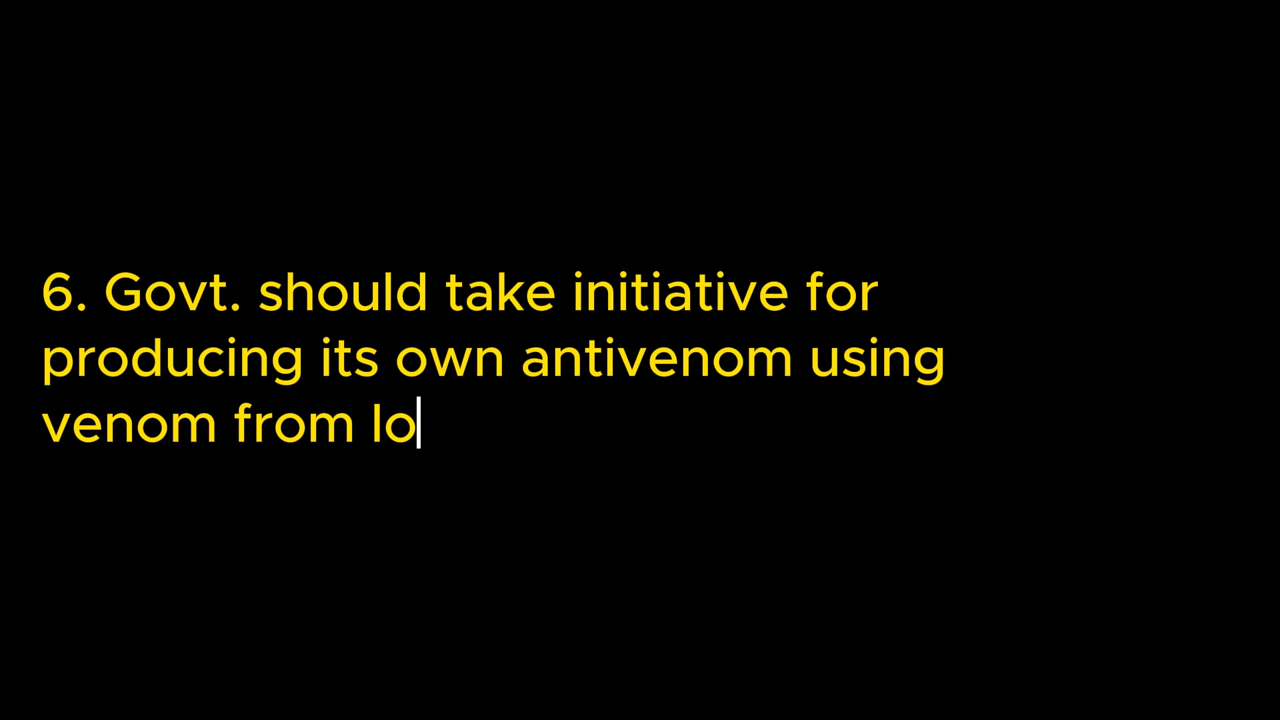 6. Govt. should take initiative for
producing its own antivenom using
venom from lo